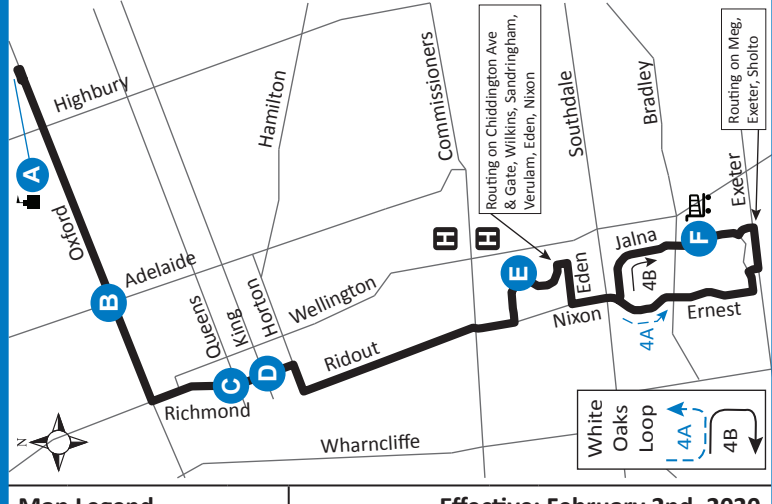 N
A
Highbury
Oxford
Hamilton
Commissioners
Adelaide
B
Queens
King
Horton
Wellington
C
D
Richmond
Ridout
Wharncliffe
H
H
E
Routing on Chiddington Ave
& Gate, Wilkins, Sandringham,
Verulam, Eden, Nixon
Southdale
Bradley
Eden
Nixon
Jalna
4B
4A
Ernest
F
Exeter
Routing on Meg,
Exeter, Sholto
White
Oaks
Loop
4A
4B
Map Legend
Effective: February 2nd, 2020